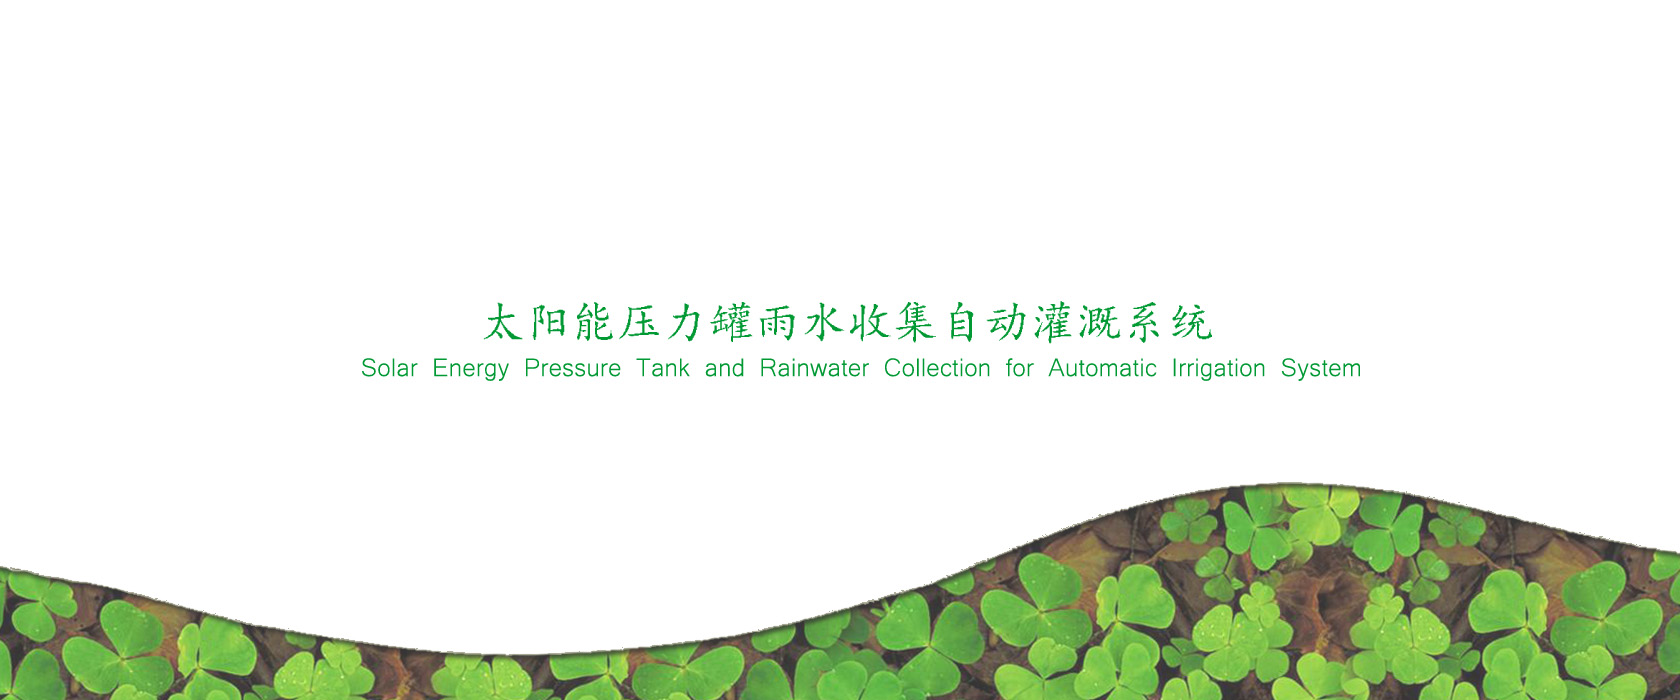 太阳能压力罐雨水收集自动灌溉系统
Solar Energy Pressure Tank and Rainwater Collection for Automatic Irrigation System